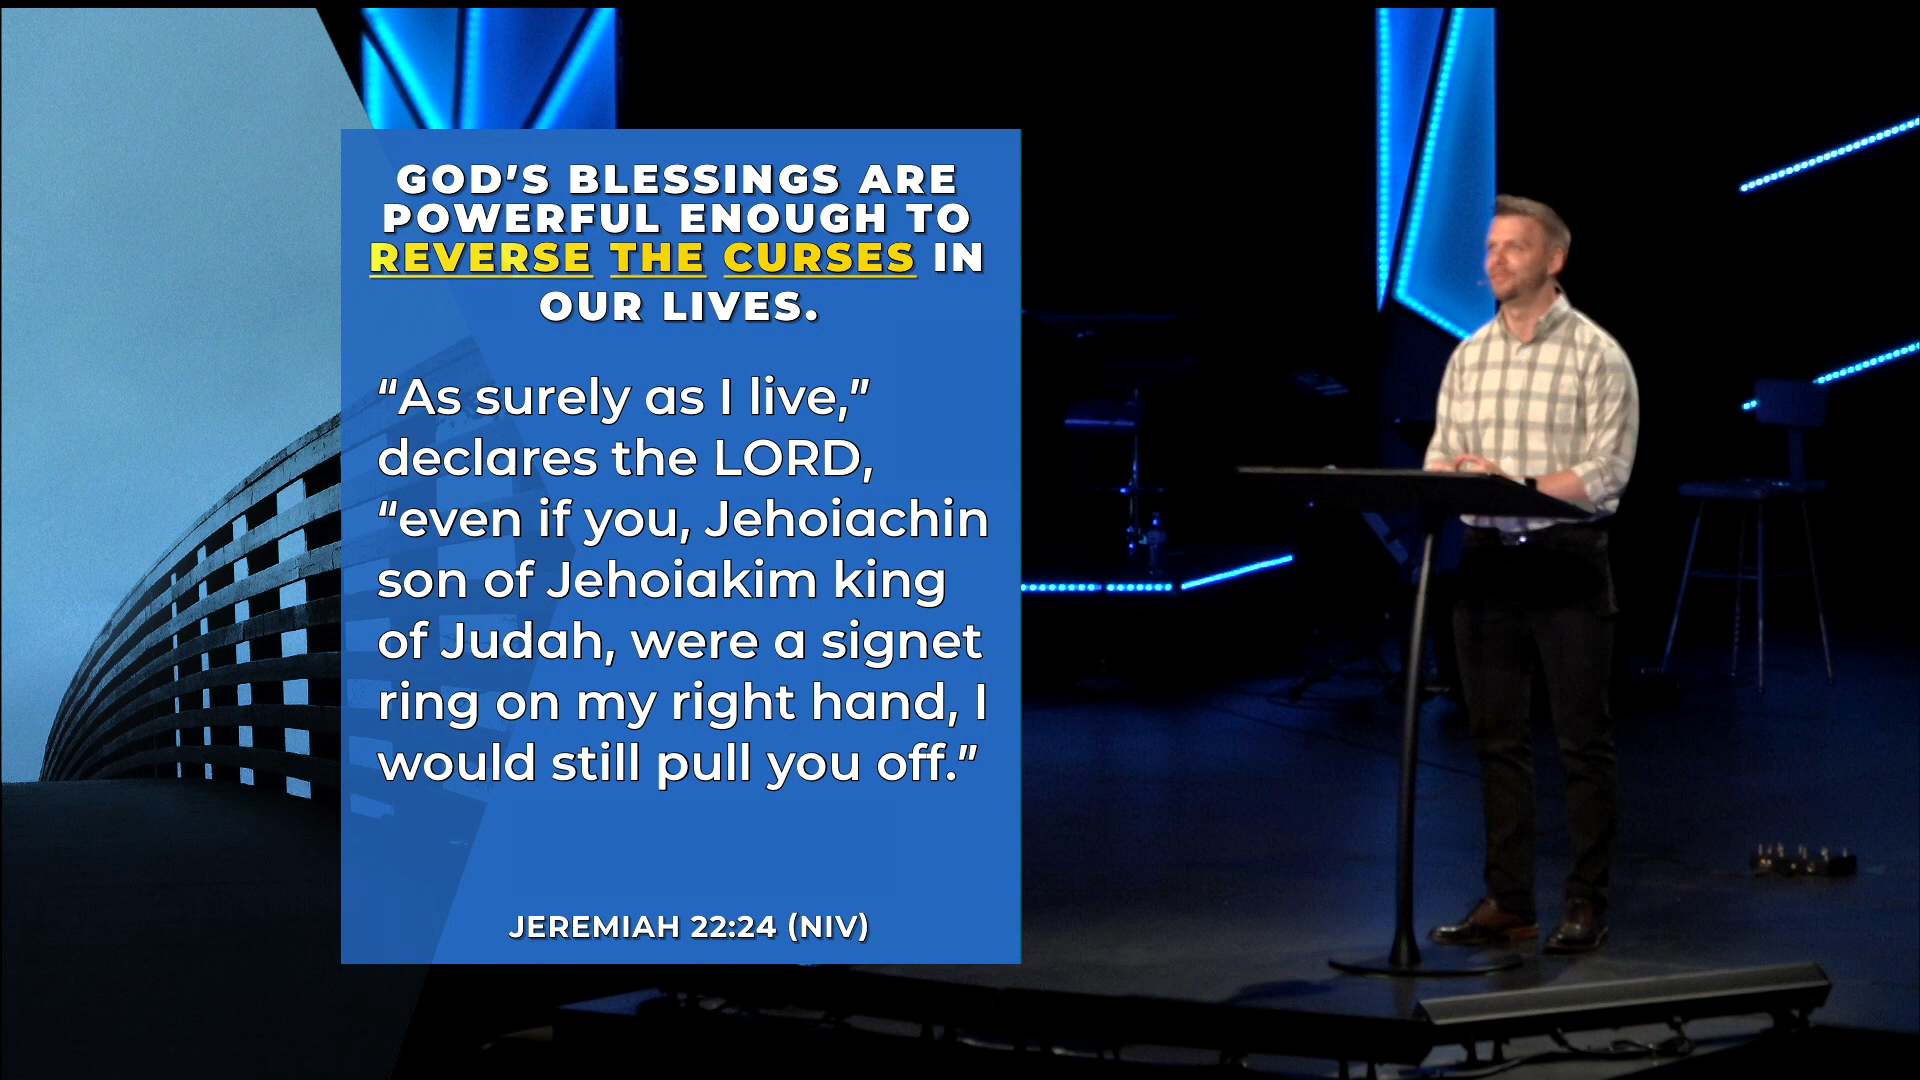 GOD'S BLESSINGS ARE
POWERFUL ENOUGH TO
REVERSE THE CURSES IN
OUR LIVES.
“As surely as I live,”
declares the LORD,
“even if you, Jehoiachin
son of Jehoiakim king
of Judah, were a signet
ring on my right hand, I
would still pull you off.”
JEREMIAH 22:24 (NIV)